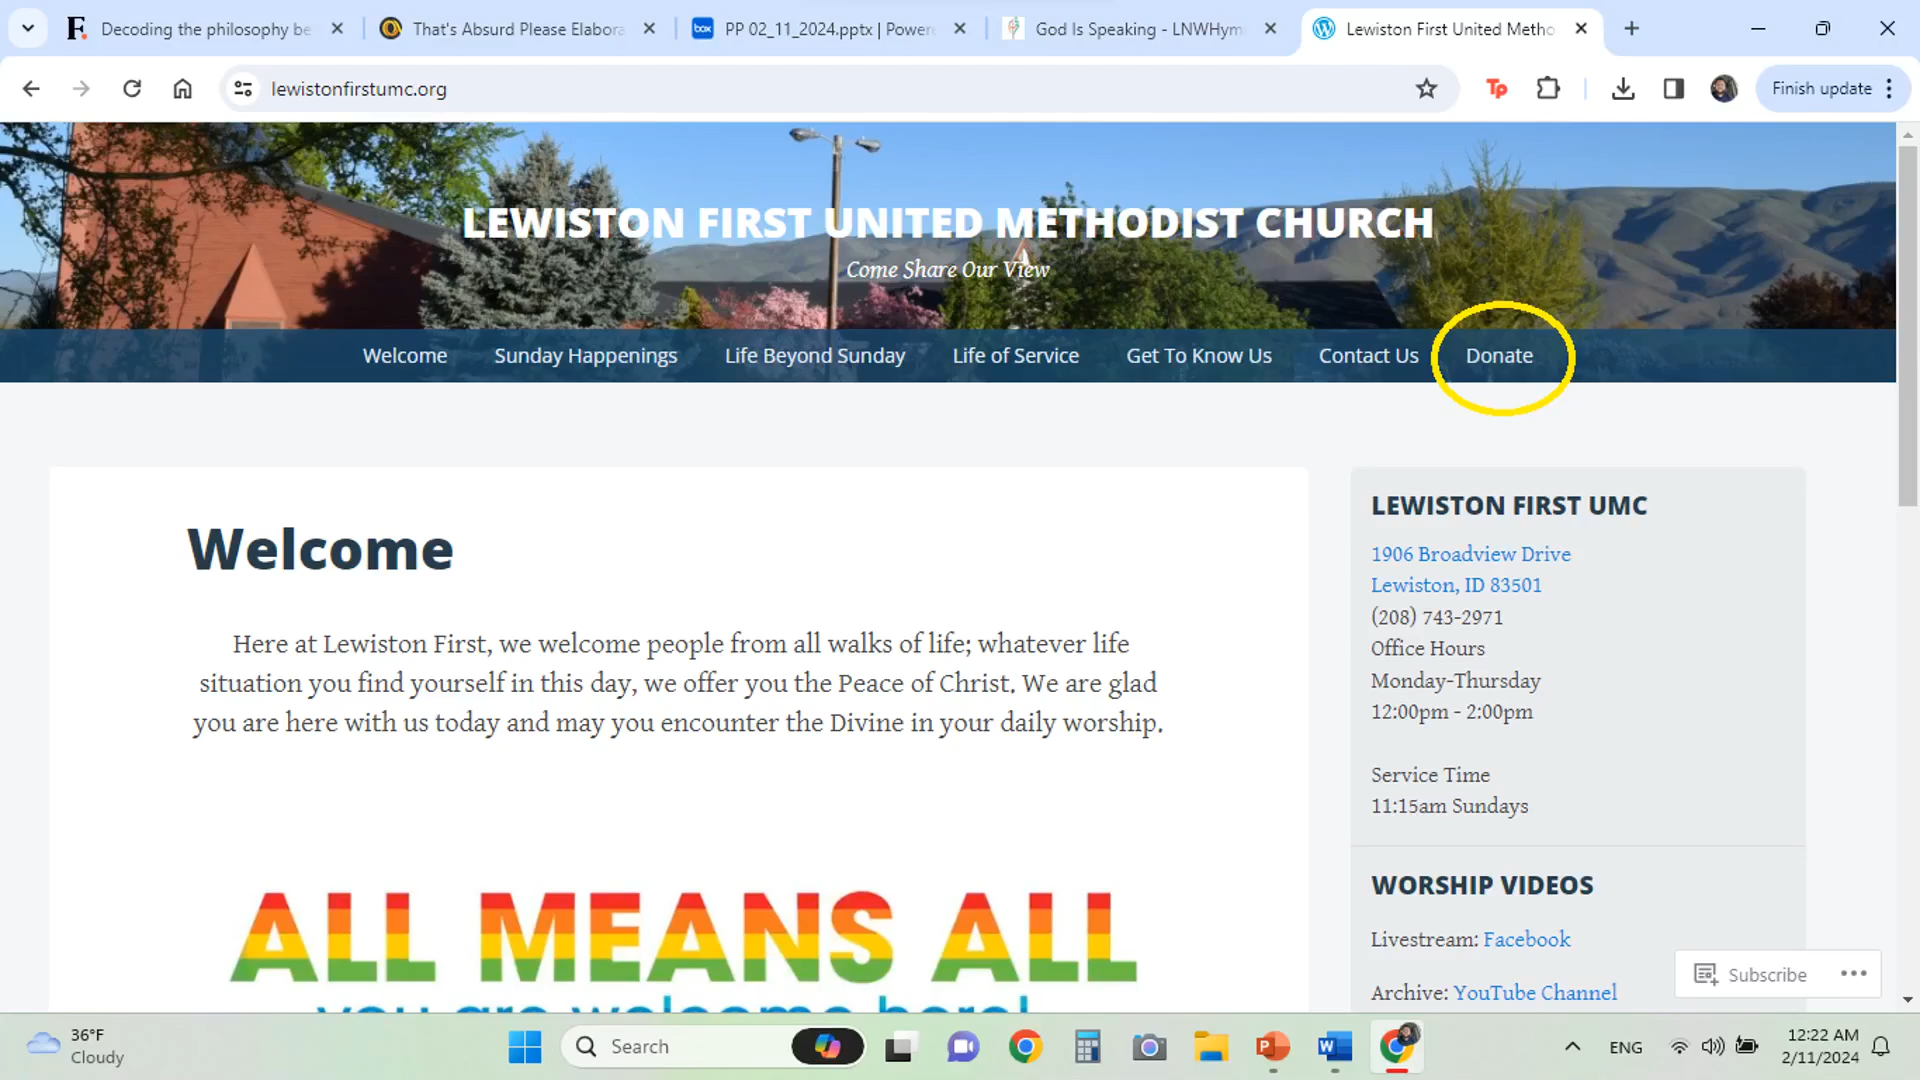 Decoding the philosophy be
That's Absurd Please Elabora
box
PP 02_11_2024.pptx | Powe
God Is Speaking - LNWHym
Lewiston First United Metho
lewistonfirstumc.org
Tp
Finish update
LEWISTON FIRST UNITED METHODIST CHURCH
Come Share Our View
Welcome
Sunday Happenings
Life Beyond Sunday
Life of Service
Get To Know Us
Contact Us
Donate
Welcome
Here at Lewiston First, we welcome people from all walks of life; whatever life
situation you find yourself in this day, we offer you the Peace of Christ. We are glad
you are here with us today and may you encounter the Divine in your daily worship.
ALL MEANS ALL
you are welcome here!
LEWISTON FIRST UMC
1906 Broadview Drive
Lewiston, ID 83501
(208) 743-2971
Office Hours
Monday-Thursday
12:00pm - 2:00pm
Service Time
11:15am Sundays
WORSHIP VIDEOS
Livestream: Facebook
Archive: YouTube Channel
Subscribe
36°F
Cloudy
Search
ENG
12:22 AM
2/11/2024